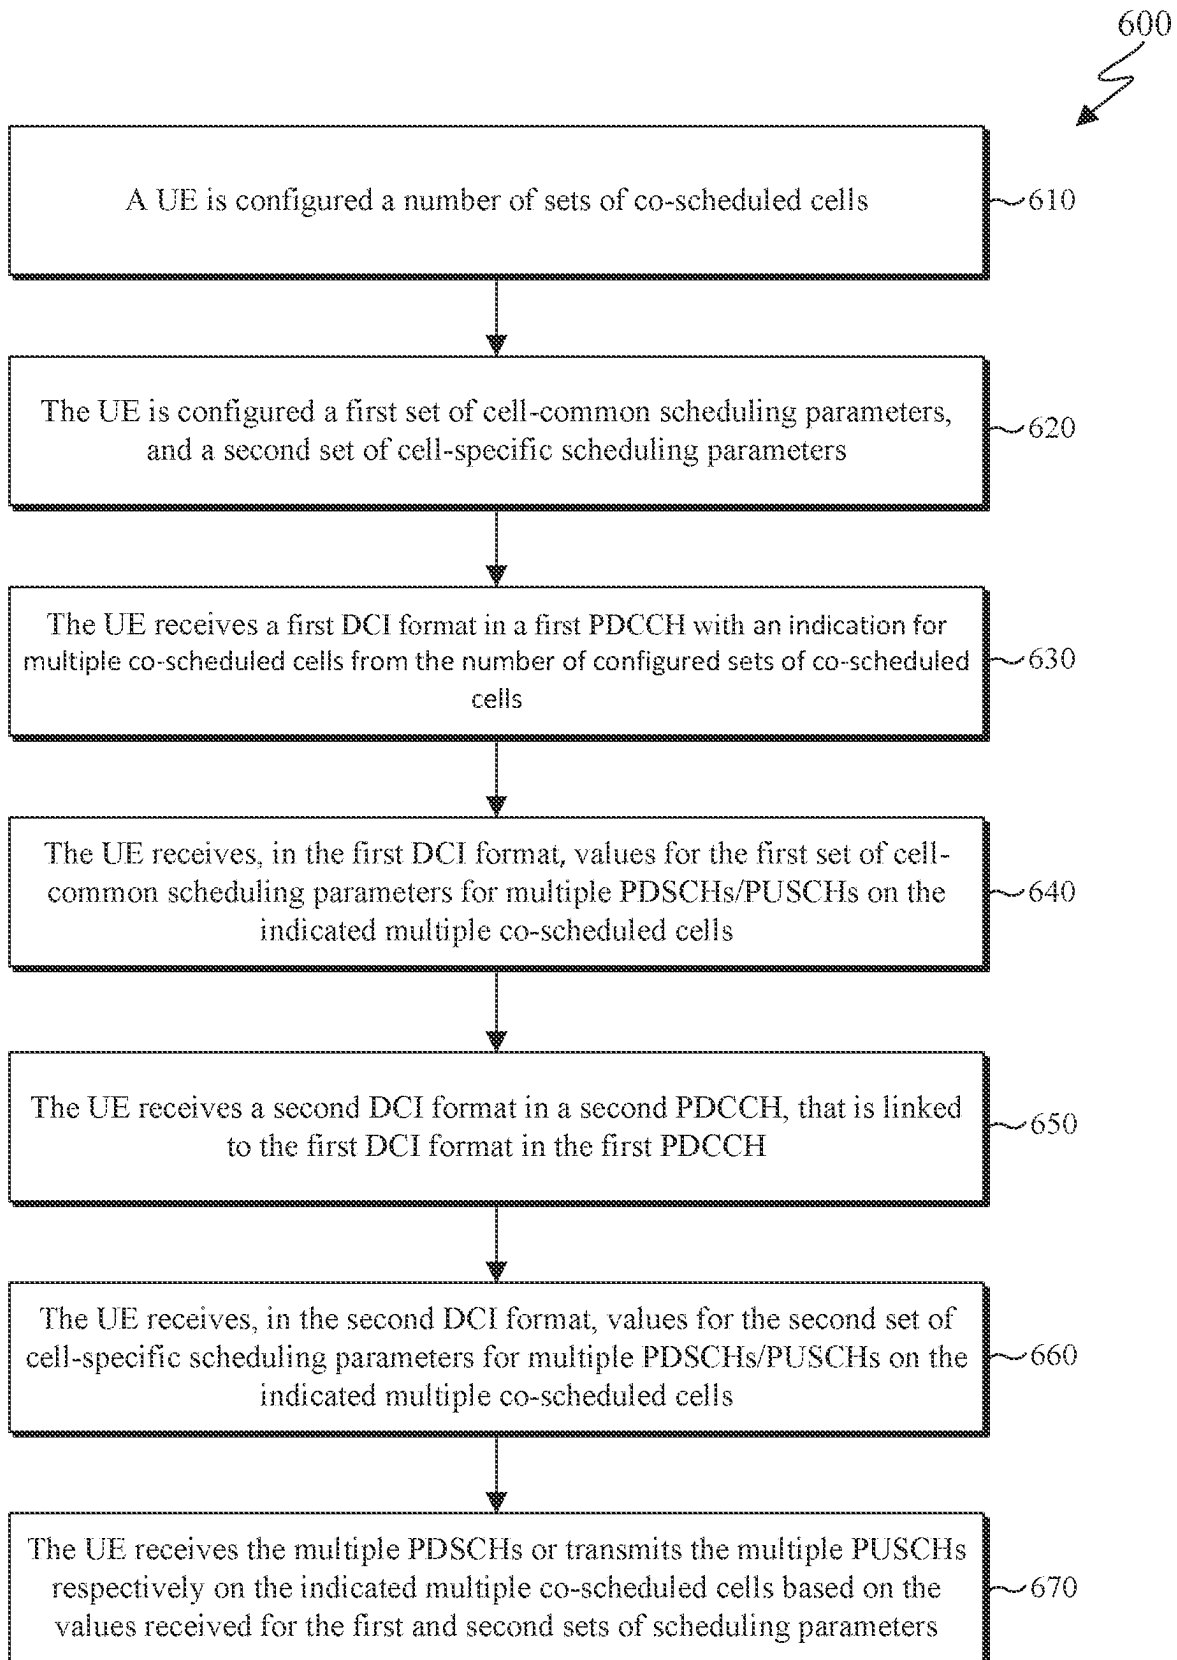 600
A UE is configured a number of sets of co-scheduled cells
610
The UE is configured a first set of cell-common scheduling parameters,
and a second set of cell-specific scheduling parameters
620
The UE receives a first DCI format in a first PDCCH with an indication for
multiple co-scheduled cells from the number of configured sets of co-scheduled
cells
630
The UE receives, in the first DCI format, values for the first set of cell-
common scheduling parameters for multiple PDSCHs/PUSCHs on the
indicated multiple co-scheduled cells
640
The UE receives a second DCI format in a second PDCCH, that is linked
to the first DCI format in the first PDCCH
650
The UE receives, in the second DCI format, values for the second set of
cell-specific scheduling parameters for multiple PDSCHs/PUSCHs on the
indicated multiple co-scheduled cells
660
The UE receives the multiple PDSCHs or transmits the multiple PUSCHs
respectively on the indicated multiple co-scheduled cells based on the
values received for the first and second sets of scheduling parameters
670